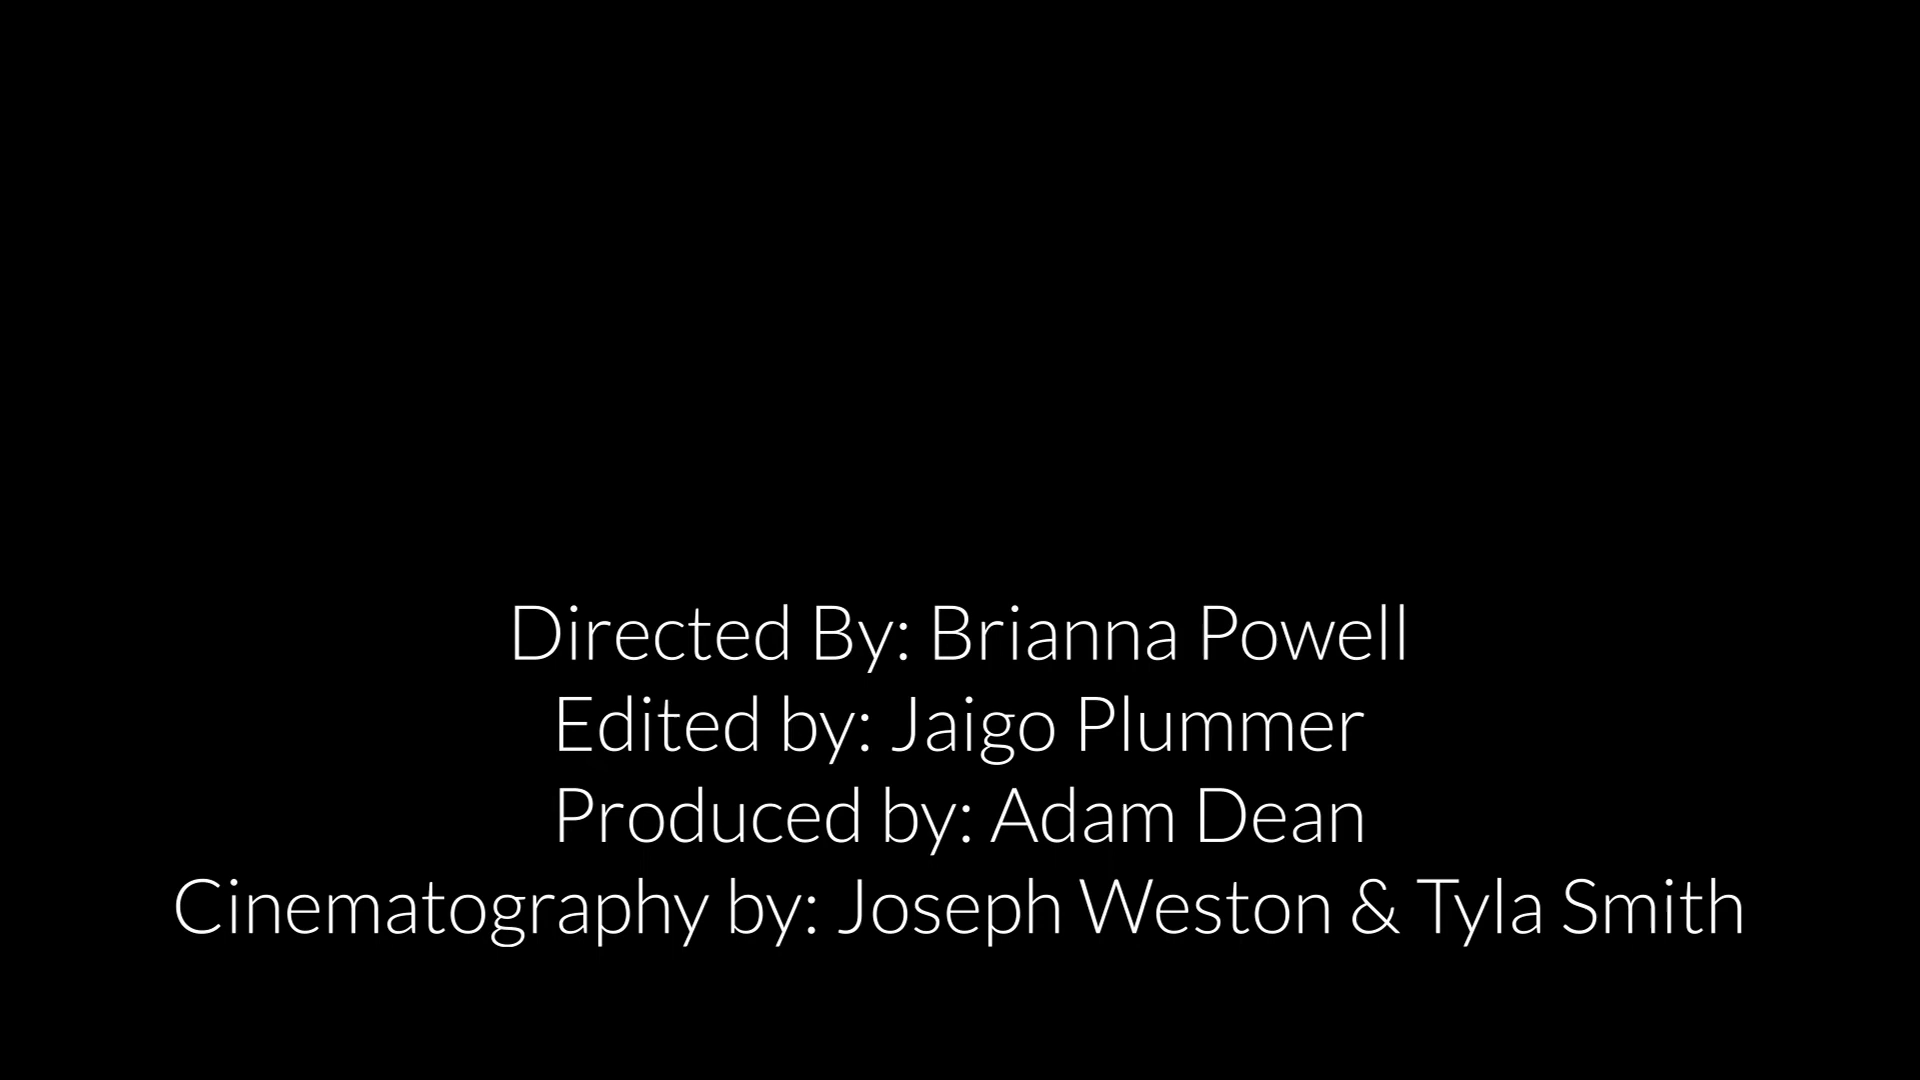 Directed By: Brianna Powell
Edited by: Jaigo Plummer
Produced by: Adam Dean
Cinematography by: Joseph Weston & Tyla Smith